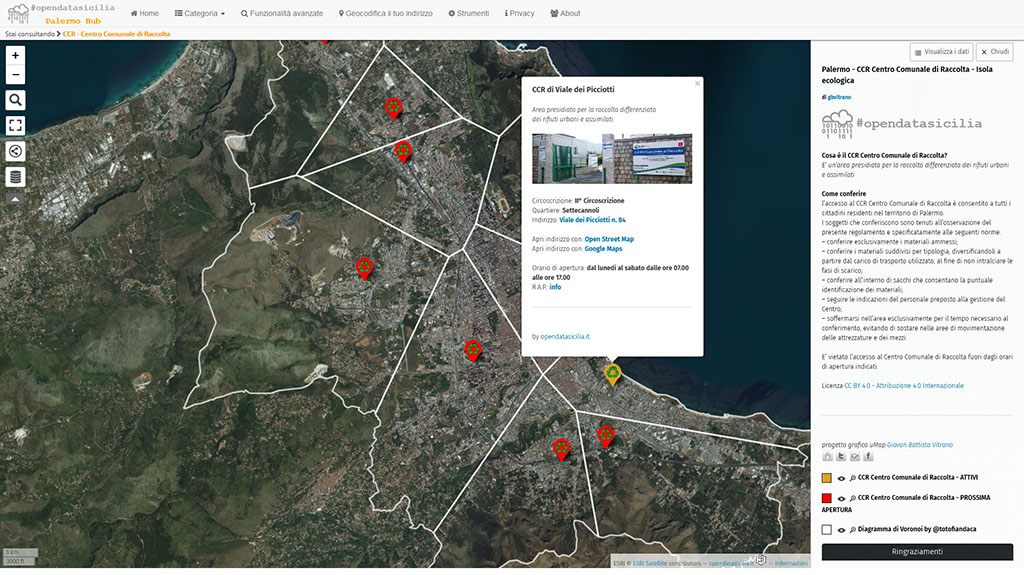 #opendatasicilia
Palermo Hub
Home
Categoria
Funzionalità avanzate
Geocodifica il tuo indirizzo
Strumenti
Privacy
About
Stai consultando > CCR - Centro Comunale di Raccolta
+
−
CCR di Viale dei Picciotti
Area presidiata per la raccolta differenziata
dei rifiuti urbani e assimilati.
Circoscrizione: II° Circoscrizione
Quartiere: Settecannoli
Indirizzo: Viale dei Picciotti n. 84
Apri indirizzo con: Open Street Map
Apri indirizzo con: Google Maps
Orario di apertura: dal lunedì al sabato dalle ore 07.00
alle ore 17.00
R.A.P.: info
by opendatasicilia.it
1 km
3000 ft
ESRI © ESRI Satellite contributors — opendatasicilia.it
— Informazioni
Visualizza i dati
× Chiudi
Palermo - CCR Centro Comunale di Raccolta - Isola
ecologica
di gbvitrano
#opendatasicilia
Cosa è il CCR Centro Comunale di Raccolta?
E' un'area presidiata per la raccolta differenziata dei rifiuti urbani
e assimilati
Come conferire
l'accesso al CCR Centro Comunale di Raccolta è consentito a tutti i
cittadini residenti nel territorio di Palermo.
I soggetti che conferiscono sono tenuti all'osservazione del
presente regolamento e specificatamente alle seguenti norme:
– conferire esclusivamente i materiali ammessi;
– conferire i materiali suddivisi per tipologia, diversificandoli a
partire dal carico di trasporto utilizzato, al fine di non intralciare le
fasi di scarico;
– conferire all'interno di sacchi che consentano la puntuale
identificazione dei materiali;
– seguire le indicazioni del personale preposto alla gestione del
Centro;
– soffermarsi nell'area esclusivamente per il tempo necessario al
conferimento, evitando di sostare nelle aree di movimentazione
delle attrezzature e dei mezzi.
E' vietato l'accesso al Centro Comunale di Raccolta fuori dagli orari
di apertura indicati.
Licenza CC BY 4.0 - Attribuzione 4.0 Internazionale
progetto grafico uMap Giovan Battista Vitrano
CCR Centro Comunale di Raccolta - ATTIVI
CCR Centro Comunale di Raccolta - PROSSIMA
APERTURA
Diagramma di Voronoi by @totofiandaca
Ringraziamenti